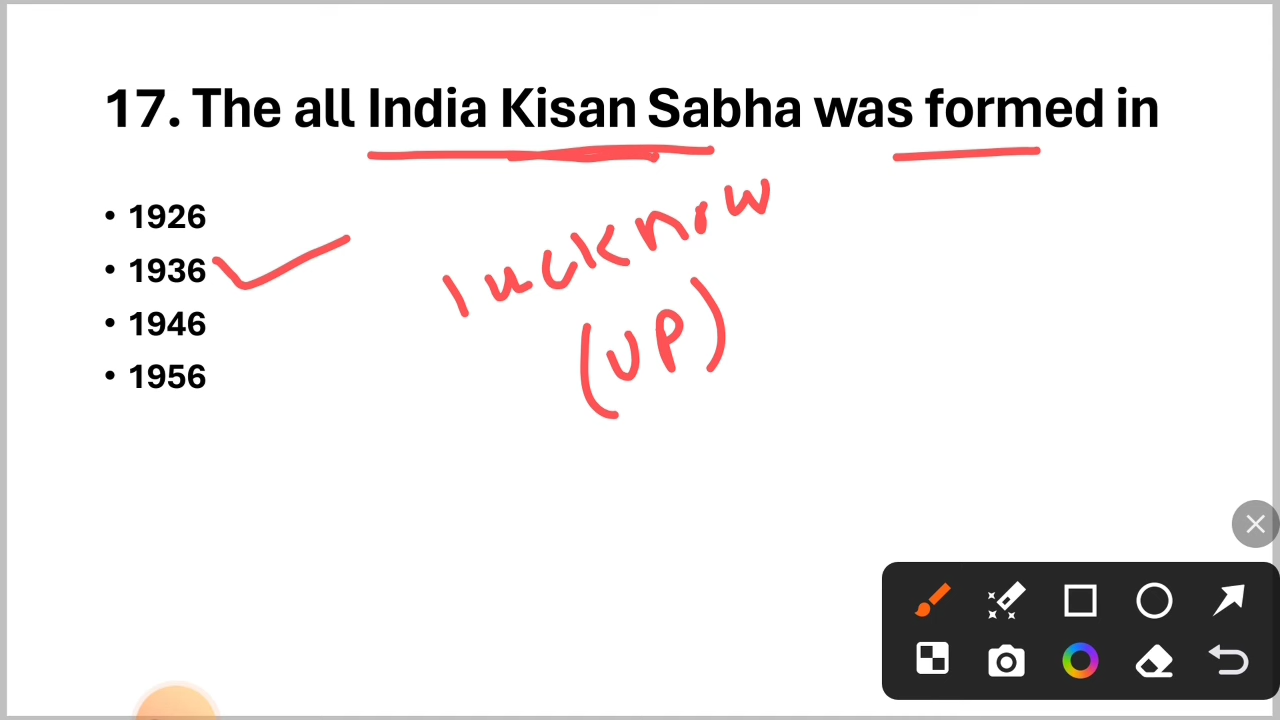 17. The all India Kisan Sabha was formed in
• 1926
• 1936
• 1946
• 1956
lucknow
(UP)